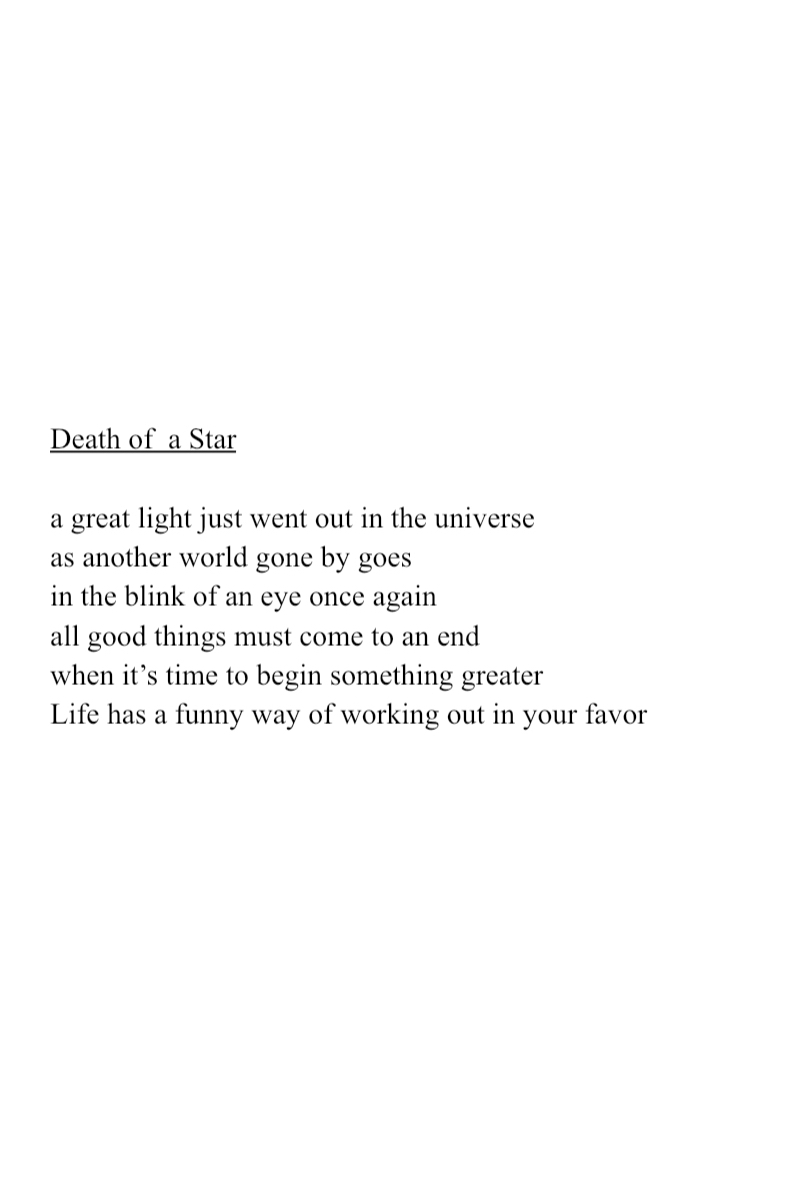 Death of  a Star
a great light just went out in the universe
as another world gone by goes
in the blink of an eye once again
all good things must come to an end
when it’s time to begin something greater
Life has a funny way of working out in your favor